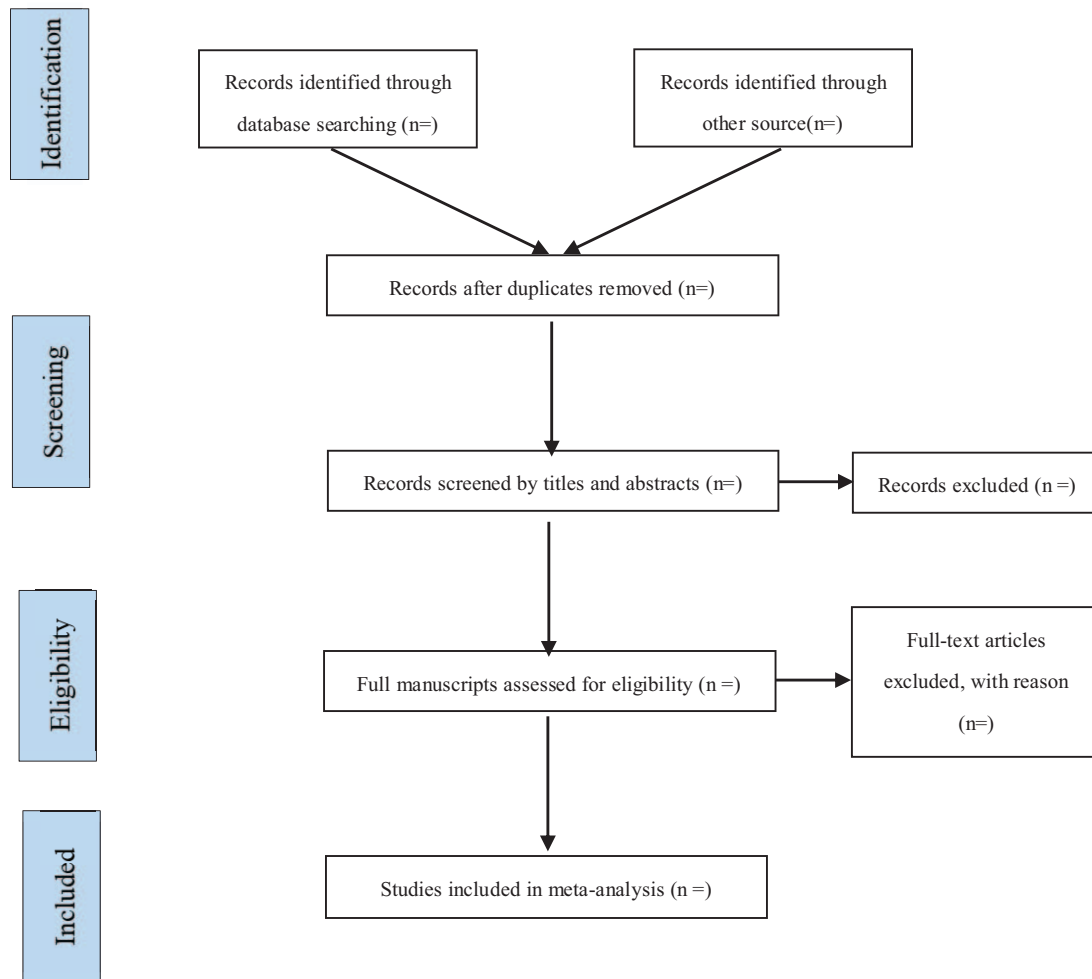 Identification
Records identified through
database searching (n=)
Records identified through
other source(n=)
Records after duplicates removed (n=)
Screening
Records screened by titles and abstracts (n=)
Records excluded (n =)
Eligibility
Full manuscripts assessed for eligibility (n =)
Full-text articles
excluded, with reason
(n=)
Included
Studies included in meta-analysis (n =)